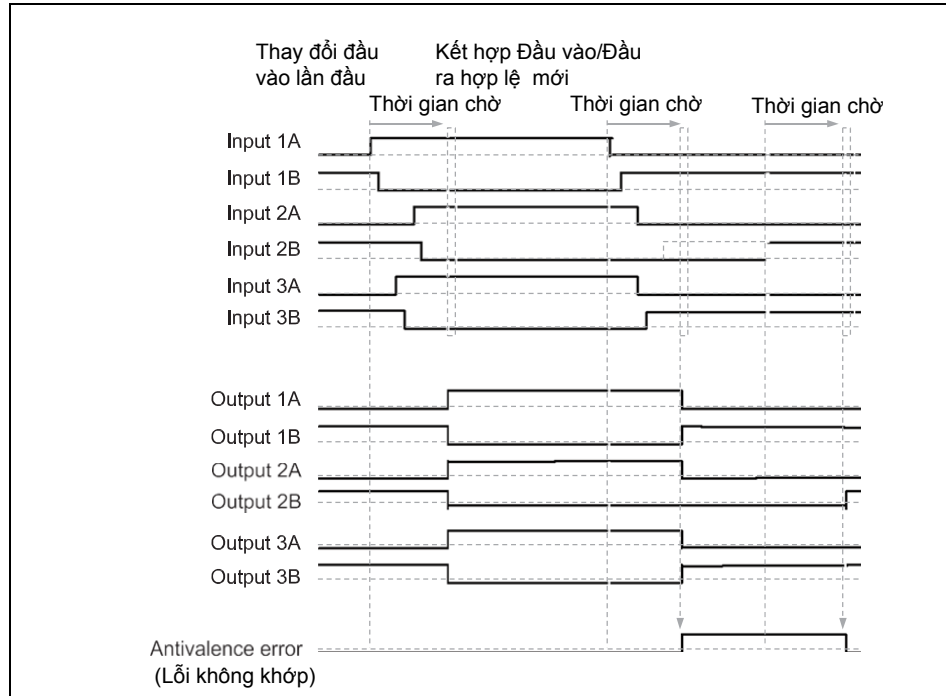 Thay đổi đầu
vào lần đầu
Kết hợp Đầu vào/Đầu
ra hợp lệ mới
Thời gian chờ
Thời gian chờ
Thời gian chờ
Input 1A
Input 1B
Input 2A
Input 2B
Input 3A
Input 3B
Output 1A
Output 1B
Output 2A
Output 2B
Output 3A
Output 3B
Antivalence error
(Lỗi không khớp)